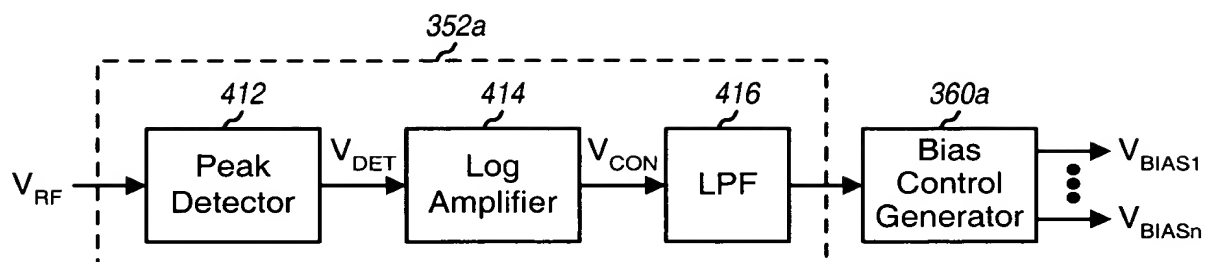 352a
412
414
416
360a
V_RF
Peak
Detector
V_DET
Log
Amplifier
V_CON
LPF
Bias
Control
Generator
V_BIAS1
V_BIASn